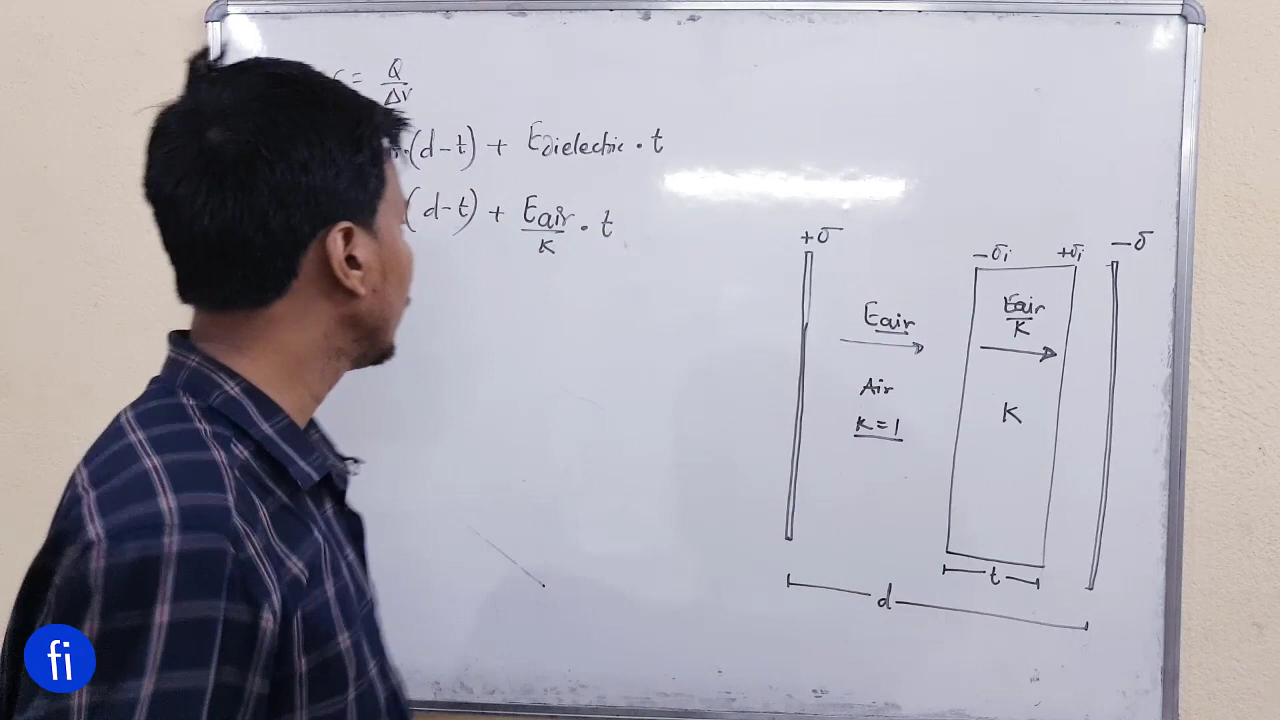 C = Q/ΔV
(d-t) + EDielectric · t
(d-t) + Eair/K · t
+σ
-σi
+σi
-σ
Eair
Eair/K
Air
K
K=1
t
d
fi